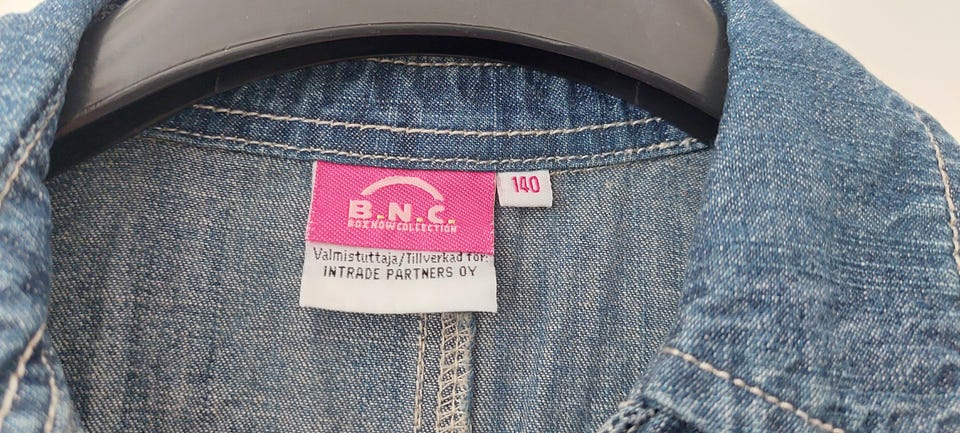 B.N.C.
BOXNOWCOLLECTION
140
Valmistuttaja/Tillverkad för:
INTRADE PARTNERS OY